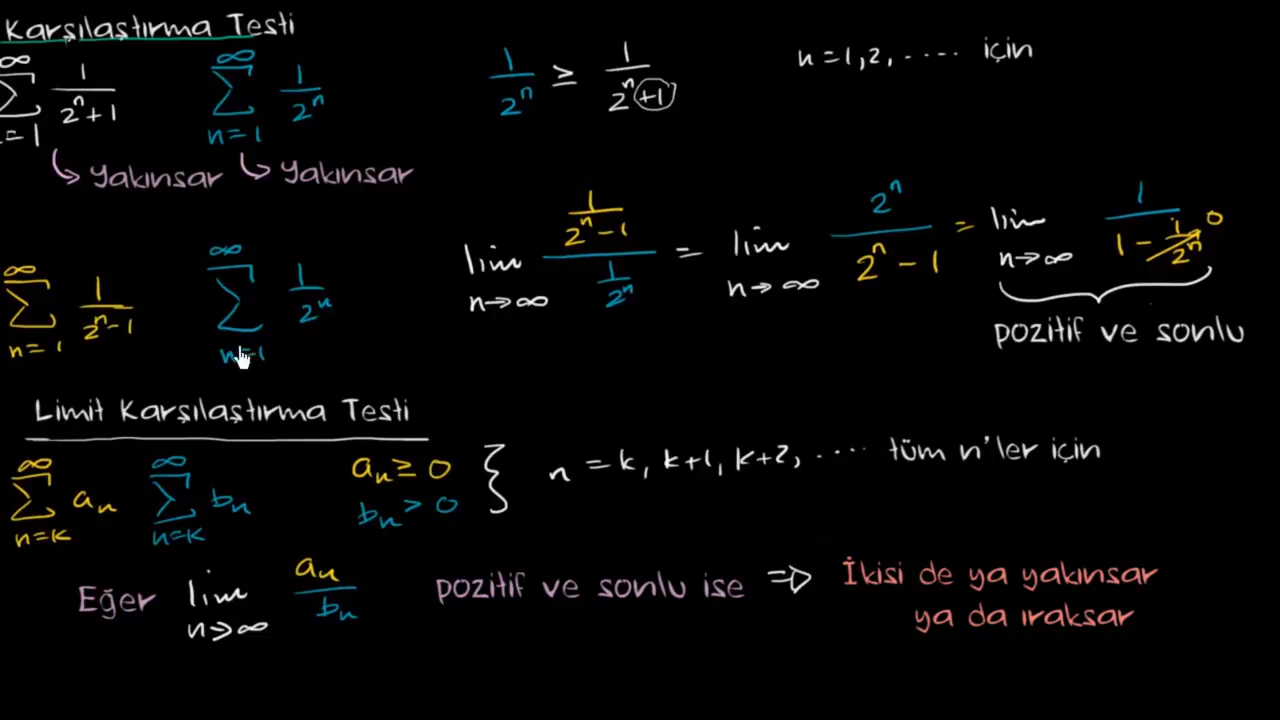 Karşılaştırma Testi
∞ ∑ n=1 1/(2^n+1)   ∞ ∑ n=1 1/2^n   1/2^n ≥ 1/(2^n+1)   n=1,2,..... için
↳ yakınsar ↳ yakınsar
∞ ∑ n=1 1/(2^n-1)   ∞ ∑ n=1 1/2^n   lim n→∞ (1/(2^n-1))/(1/2^n) = lim n→∞ 2^n/(2^n-1) = lim n→∞ 1/(1-1/2^n) 0
pozitif ve sonlu
Limit Karşılaştırma Testi
∞ ∑ n=k a_n   ∞ ∑ n=k b_n   a_n ≥ 0   b_n > 0 } n=k, k+1, k+2, ..... tüm n'ler için
Eğer lim n→∞ a_n/b_n pozitif ve sonlu ise ⇒ İkisi de ya yakınsar
ya da ıraksar